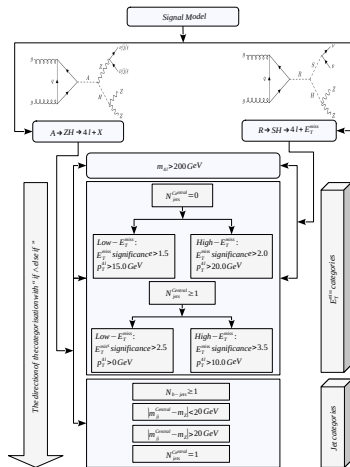 Signal Model
g
g
q
A
Z
H
Z
Z
g
g
q
R
S
H
Z
Z
A → ZH → 4l + X
R → SH → 4l + E_T^miss
m_4l > 200 GeV
N_jets^Central = 0
Low - E_T^miss :
E_T^miss significance > 1.5
p_T^4l > 15.0 GeV
High - E_T^miss :
E_T^miss significance > 2.0
p_T^4l > 20.0 GeV
N_jets^Central ≥ 1
Low - E_T^miss :
E_T^miss significance > 2.5
p_T^4l > 0 GeV
High - E_T^miss :
E_T^miss significance > 3.5
p_T^4l > 10.0 GeV
N_b-jets ≥ 1
|m_jj^Central - m_Z| < 20 GeV
|m_jj^Central - m_Z| > 20 GeV
N_jets^Central = 1
The direction of the categorisation with " if ∧ else if "
E_T^miss categories
Jet categories